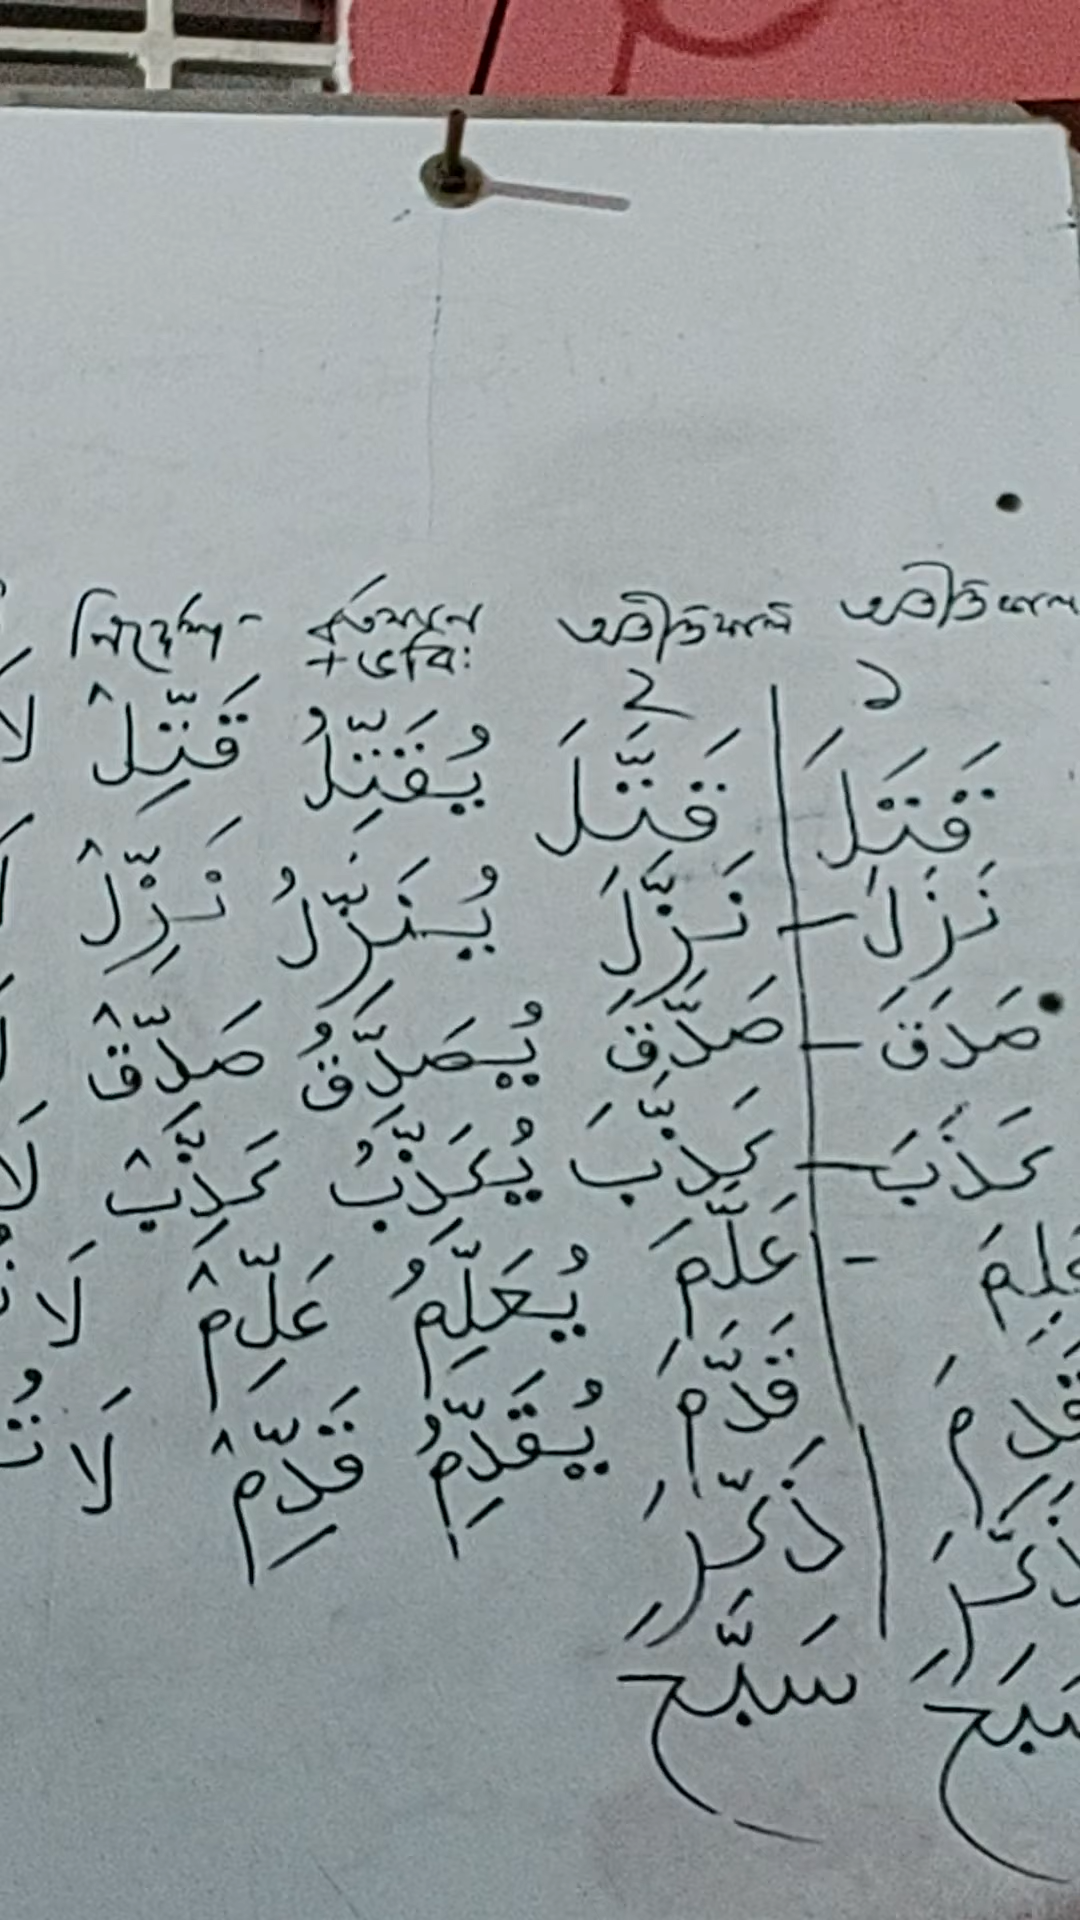 অতীতকাল অতীতকাল বর্তমান নির্দেশ-
১ ২ + ভবি:
قَتَلَ قَتَّلَ يُقَتِّلُ قَتِّلْ
نَزَلَ — نَزَّلَ يُنَزِّلُ نَزِّلْ
صَدَقَ — صَدَّقَ يُصَدِّقُ صَدِّقْ
كَذَبَ — كَذَّبَ يُكَذِّبُ كَذِّبْ
عَلِمَ - عَلَّمَ يُعَلِّمُ عَلِّمْ لَا
قَدِمَ قَدَّمَ يُقَدِّمُ قَدِّمْ لَا
ذَكَّرَ
سَبَّحَ